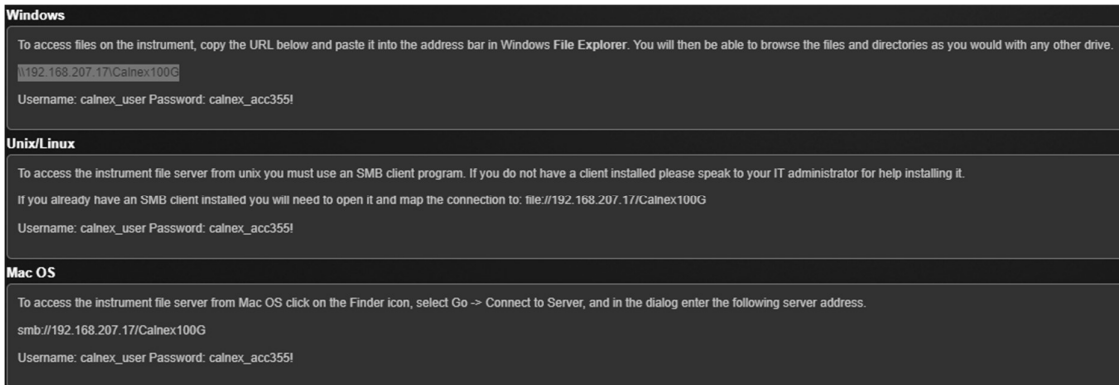 Windows
To access files on the instrument, copy the URL below and paste it into the address bar in Windows File Explorer. You will then be able to browse the files and directories as you would with any other drive.
\\192.168.207.17\Calnex100G
Username: calnex_user Password: calnex_acc355!
Unix/Linux
To access the instrument file server from unix you must use an SMB client program. If you do not have a client installed please speak to your IT administrator for help installing it.
If you already have an SMB client installed you will need to open it and map the connection to: file://192.168.207.17/Calnex100G
Username: calnex_user Password: calnex_acc355!
Mac OS
To access the instrument file server from Mac OS click on the Finder icon, select Go -> Connect to Server, and in the dialog enter the following server address.
smb://192.168.207.17/Calnex100G
Username: calnex_user Password: calnex_acc355!